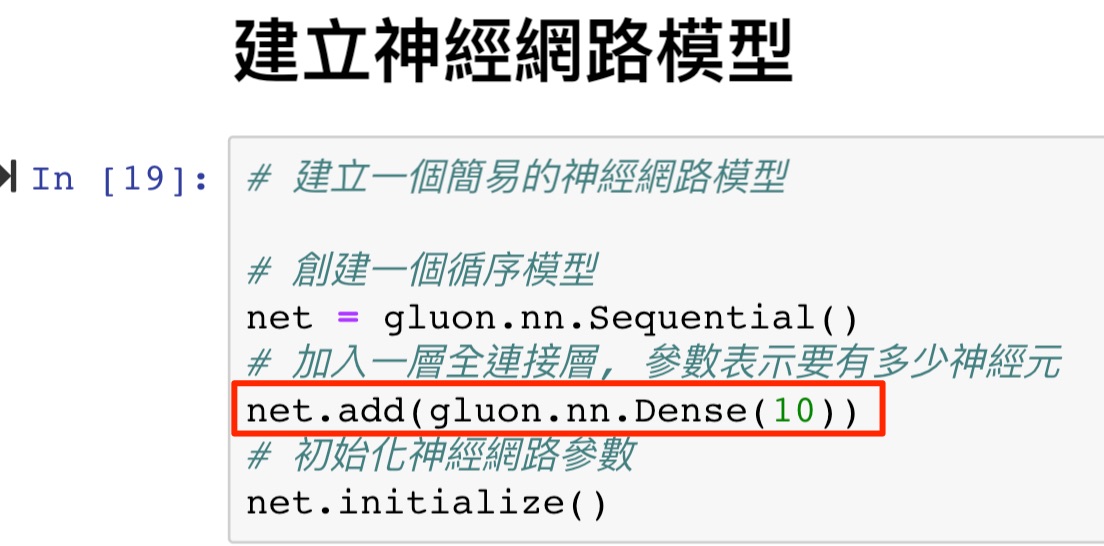 建立神經網路模型
In [19]:
# 建立一個簡易的神經網路模型
# 創建一個循序模型
net = gluon.nn.Sequential()
# 加入一層全連接層, 參數表示要有多少神經元
net.add(gluon.nn.Dense(10))
# 初始化神經網路參數
net.initialize()